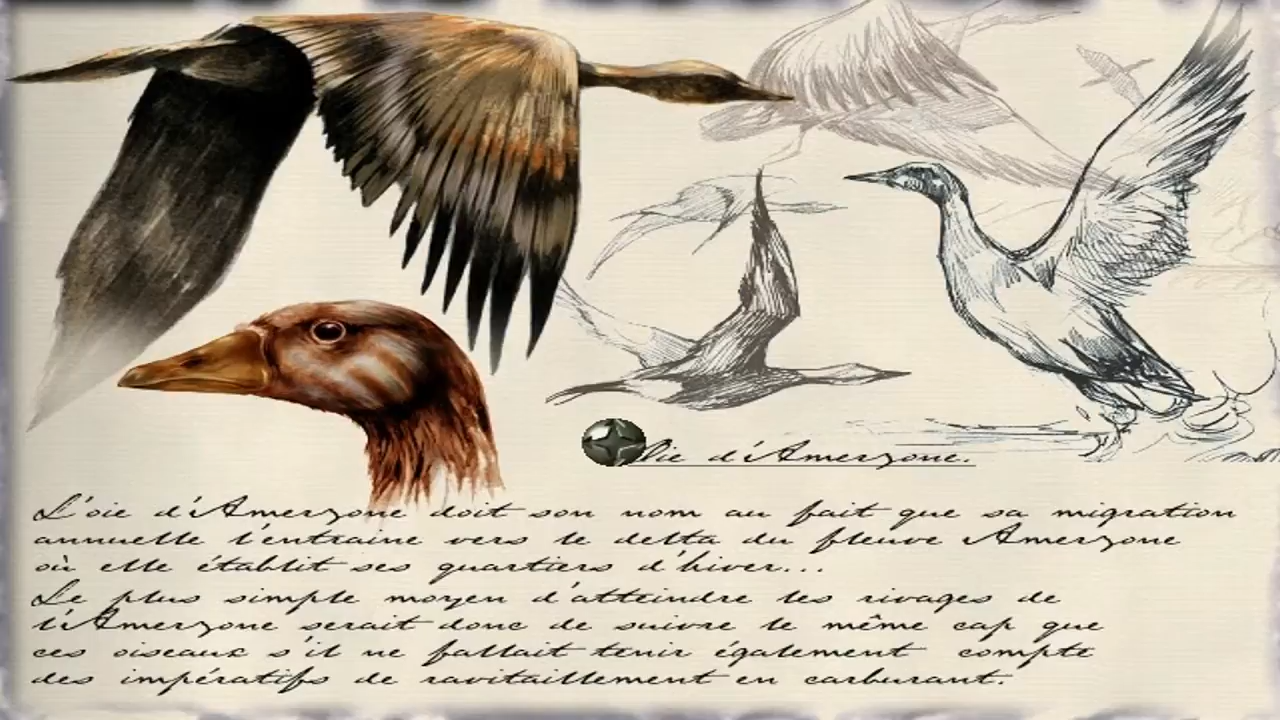 Oie d'Amerzone.
L'oie d'Amerzone doit son nom au fait que sa migration
annuelle l'entraine vers le delta du fleuve Amerzone
où elle établit ses quartiers d'hiver...
Le plus simple moyen d'atteindre les rivages de
l'Amerzone serait donc de suivre le même cap que
ces oiseaux s'il ne fallait tenir également compte
des impératifs de ravitaillement en carburant.